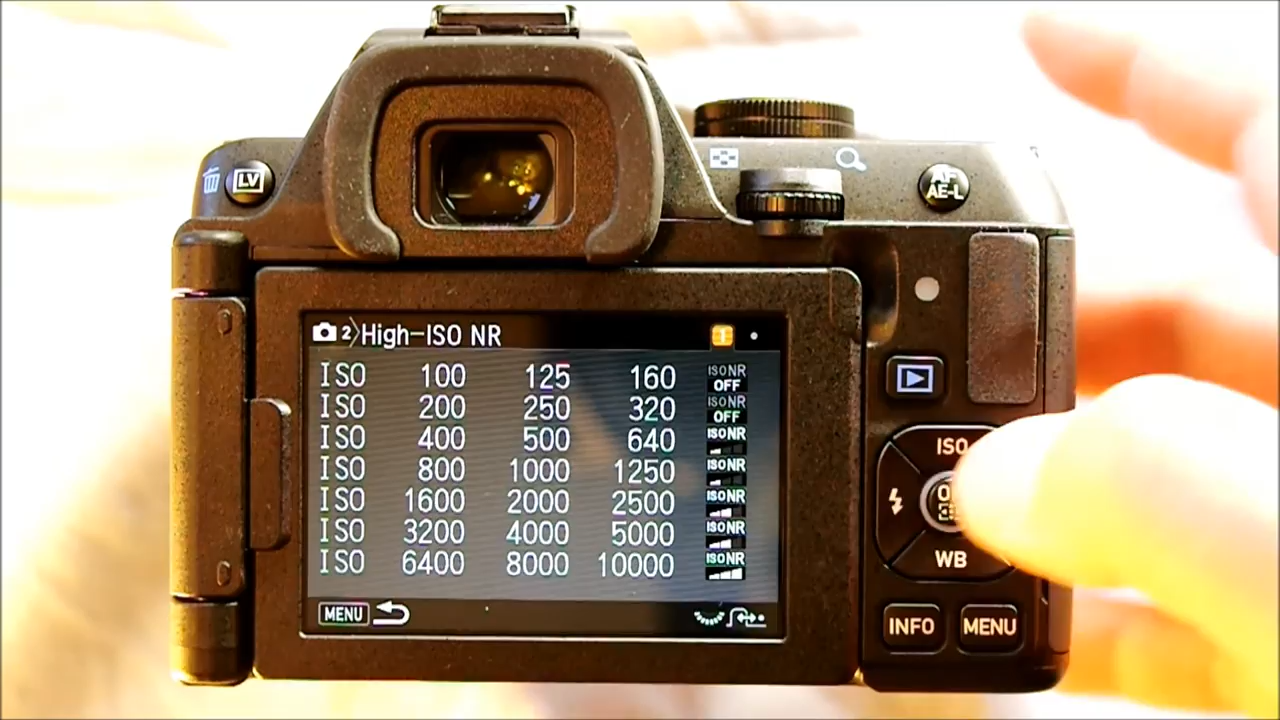 LV
AF
AE-L
2 High-ISO NR 1
ISO 100 125 160 ISO NR OFF
ISO 200 250 320 ISO NR OFF
ISO 400 500 640 ISO NR
ISO 800 1000 1250 ISO NR
ISO 1600 2000 2500 ISO NR
ISO 3200 4000 5000 ISO NR
ISO 6400 8000 10000 ISO NR
MENU
ISO
WB
INFO MENU